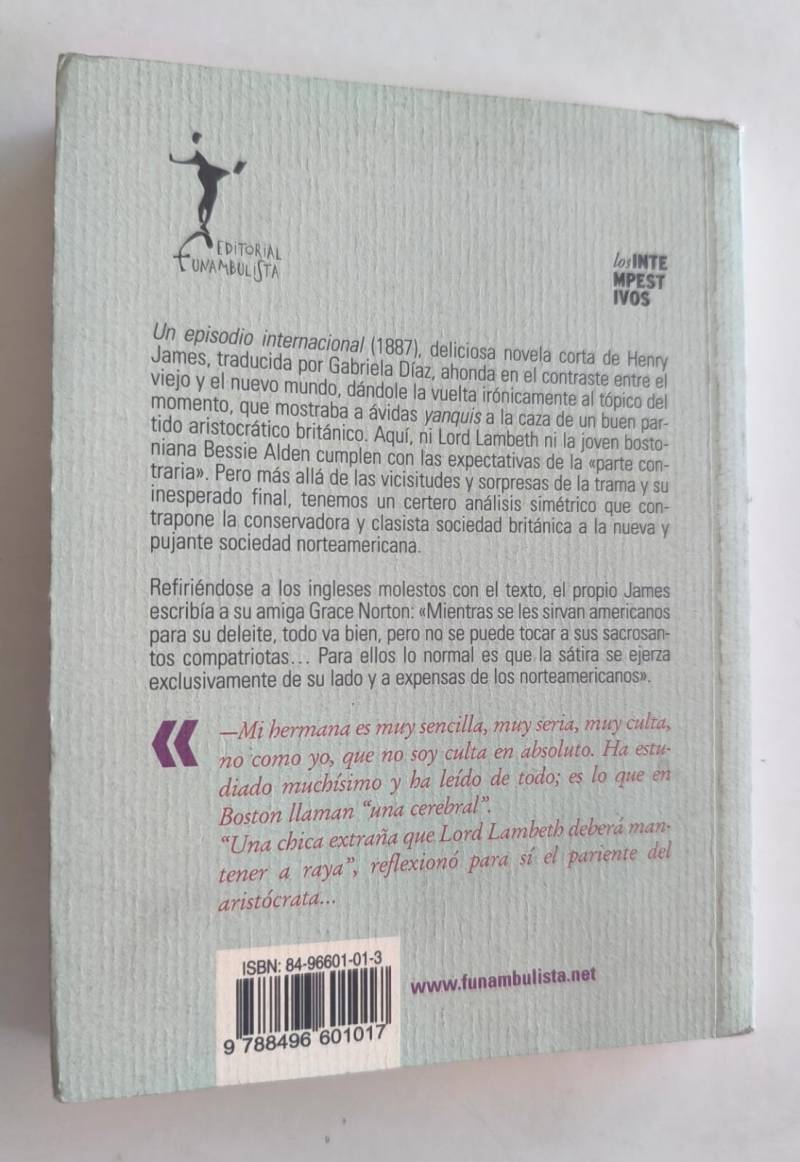 EDITORIAL
FUNAMBULISTA
los INTE
MPEST
IVOS
Un episodio internacional (1887), deliciosa novela corta de Henry
James, traducida por Gabriela Díaz, ahonda en el contraste entre el
viejo y el nuevo mundo, dándole la vuelta irónicamente al tópico del
momento, que mostraba a ávidas yanquis a la caza de un buen par-
tido aristocrático británico. Aquí, ni Lord Lambeth ni la joven bosto-
niana Bessie Alden cumplen con las expectativas de la «parte con-
traria». Pero más allá de las vicisitudes y sorpresas de la trama y su
inesperado final, tenemos un certero análisis simétrico que con-
trapone la conservadora y clasista sociedad británica a la nueva y
pujante sociedad norteamericana.
Refiriéndose a los ingleses molestos con el texto, el propio James
escribía a su amiga Grace Norton: «Mientras se les sirvan americanos
para su deleite, todo va bien, pero no se puede tocar a sus sacrosan-
tos compatriotas... Para ellos lo normal es que la sátira se ejerza
exclusivamente de su lado y a expensas de los norteamericanos».
«
—Mi hermana es muy sencilla, muy seria, muy culta,
no como yo, que no soy culta en absoluto. Ha estu-
diado muchísimo y ha leído de todo; es lo que en
Boston llaman “una cerebral”.
“Una chica extraña que Lord Lambeth deberá man-
tener a raya”, reflexionó para sí el pariente del
aristócrata...
ISBN: 84-96601-01-3
9 788496 601017
www.funambulista.net